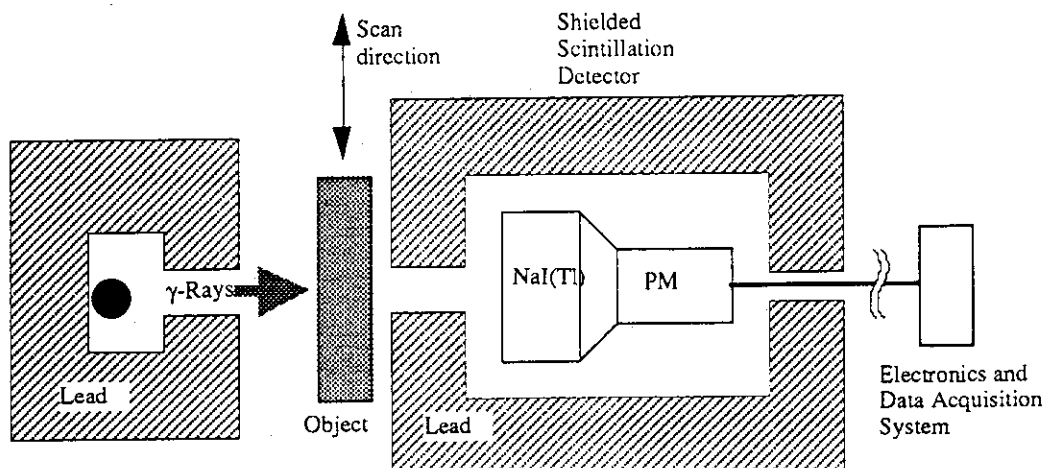 Scan
direction
Shielded
Scintillation
Detector
γ-Rays
NaI(Tl)
PM
Lead
Object
Lead
Electronics and
Data Acquisition
System